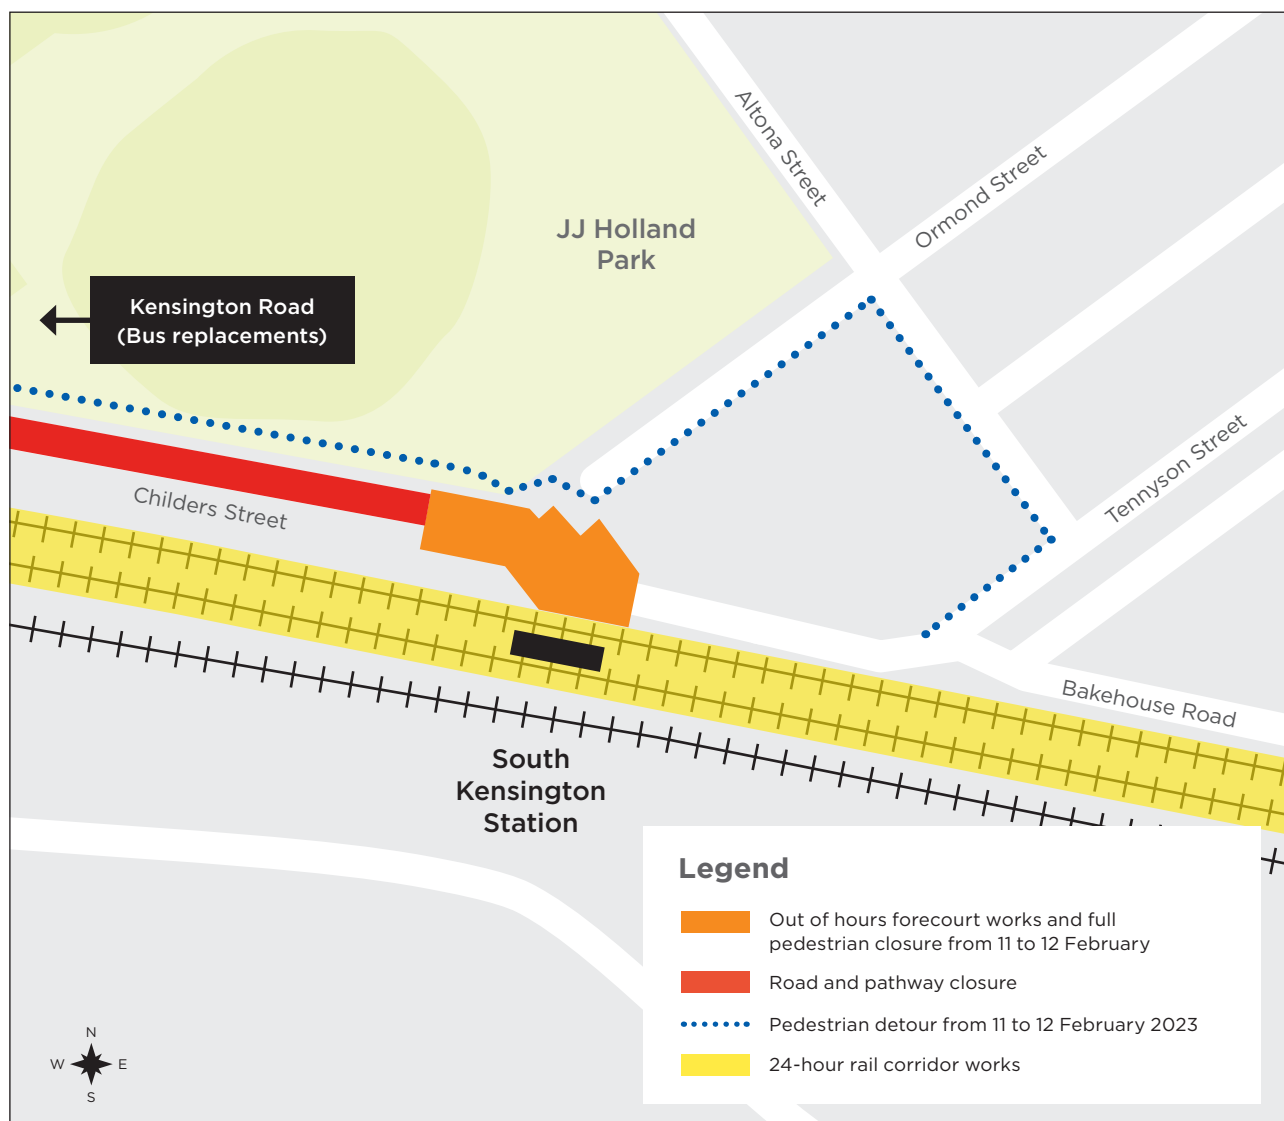 Altona Street
Ormond Street
JJ Holland
Park
Kensington Road
(Bus replacements)
Tennyson Street
Childers Street
Bakehouse Road
South
Kensington
Station
Legend
Out of hours forecourt works and full
pedestrian closure from 11 to 12 February
Road and pathway closure
Pedestrian detour from 11 to 12 February 2023
24-hour rail corridor works
N
W E
S